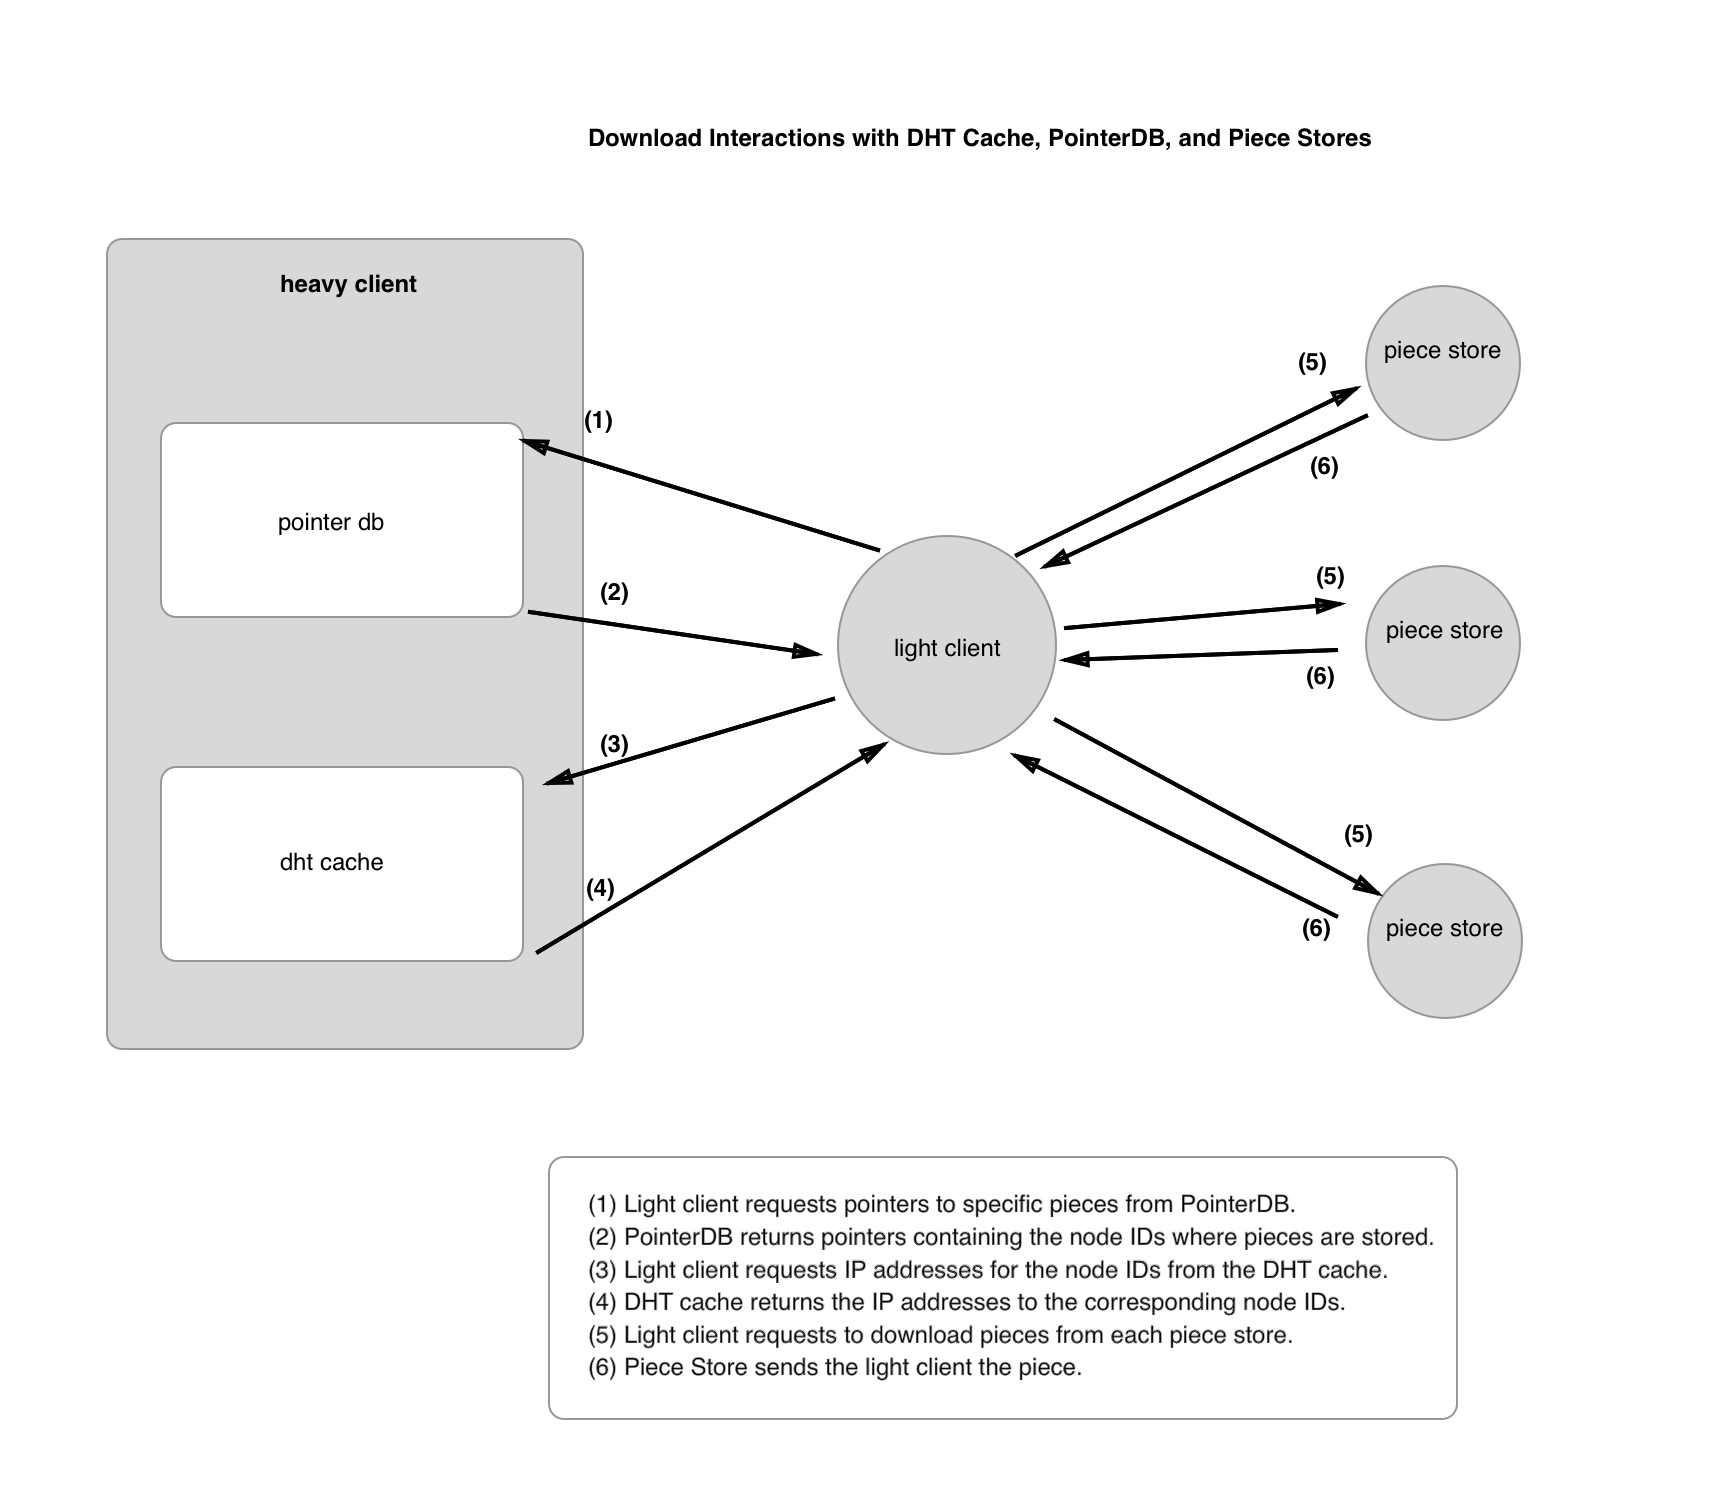 Download Interactions with DHT Cache, PointerDB, and Piece Stores
heavy client
pointer db
dht cache
(1)
(2)
(3)
(4)
light client
(5)
(6)
piece store
(5)
(6)
piece store
(5)
(6)
piece store
(1) Light client requests pointers to specific pieces from PointerDB.
(2) PointerDB returns pointers containing the node IDs where pieces are stored.
(3) Light client requests IP addresses for the node IDs from the DHT cache.
(4) DHT cache returns the IP addresses to the corresponding node IDs.
(5) Light client requests to download pieces from each piece store.
(6) Piece Store sends the light client the piece.